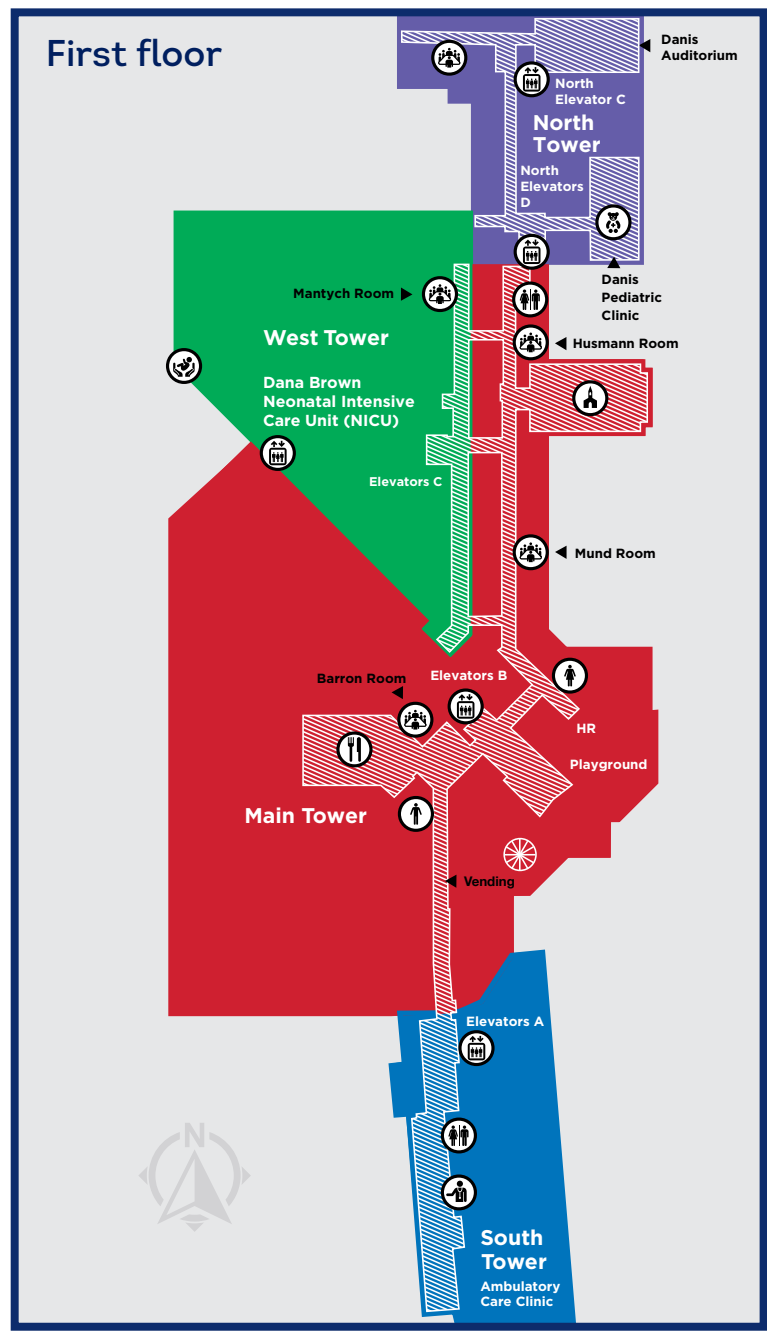 First floor
Danis
Auditorium
North
Elevator C
North
Tower
North
Elevators
D
Danis
Pediatric
Clinic
Mantych Room
Husmann Room
West Tower
Dana Brown
Neonatal Intensive
Care Unit (NICU)
Elevators C
Mund Room
Barron Room
Elevators B
HR
Playground
Main Tower
Vending
Elevators A
N
South
Tower
Ambulatory
Care Clinic